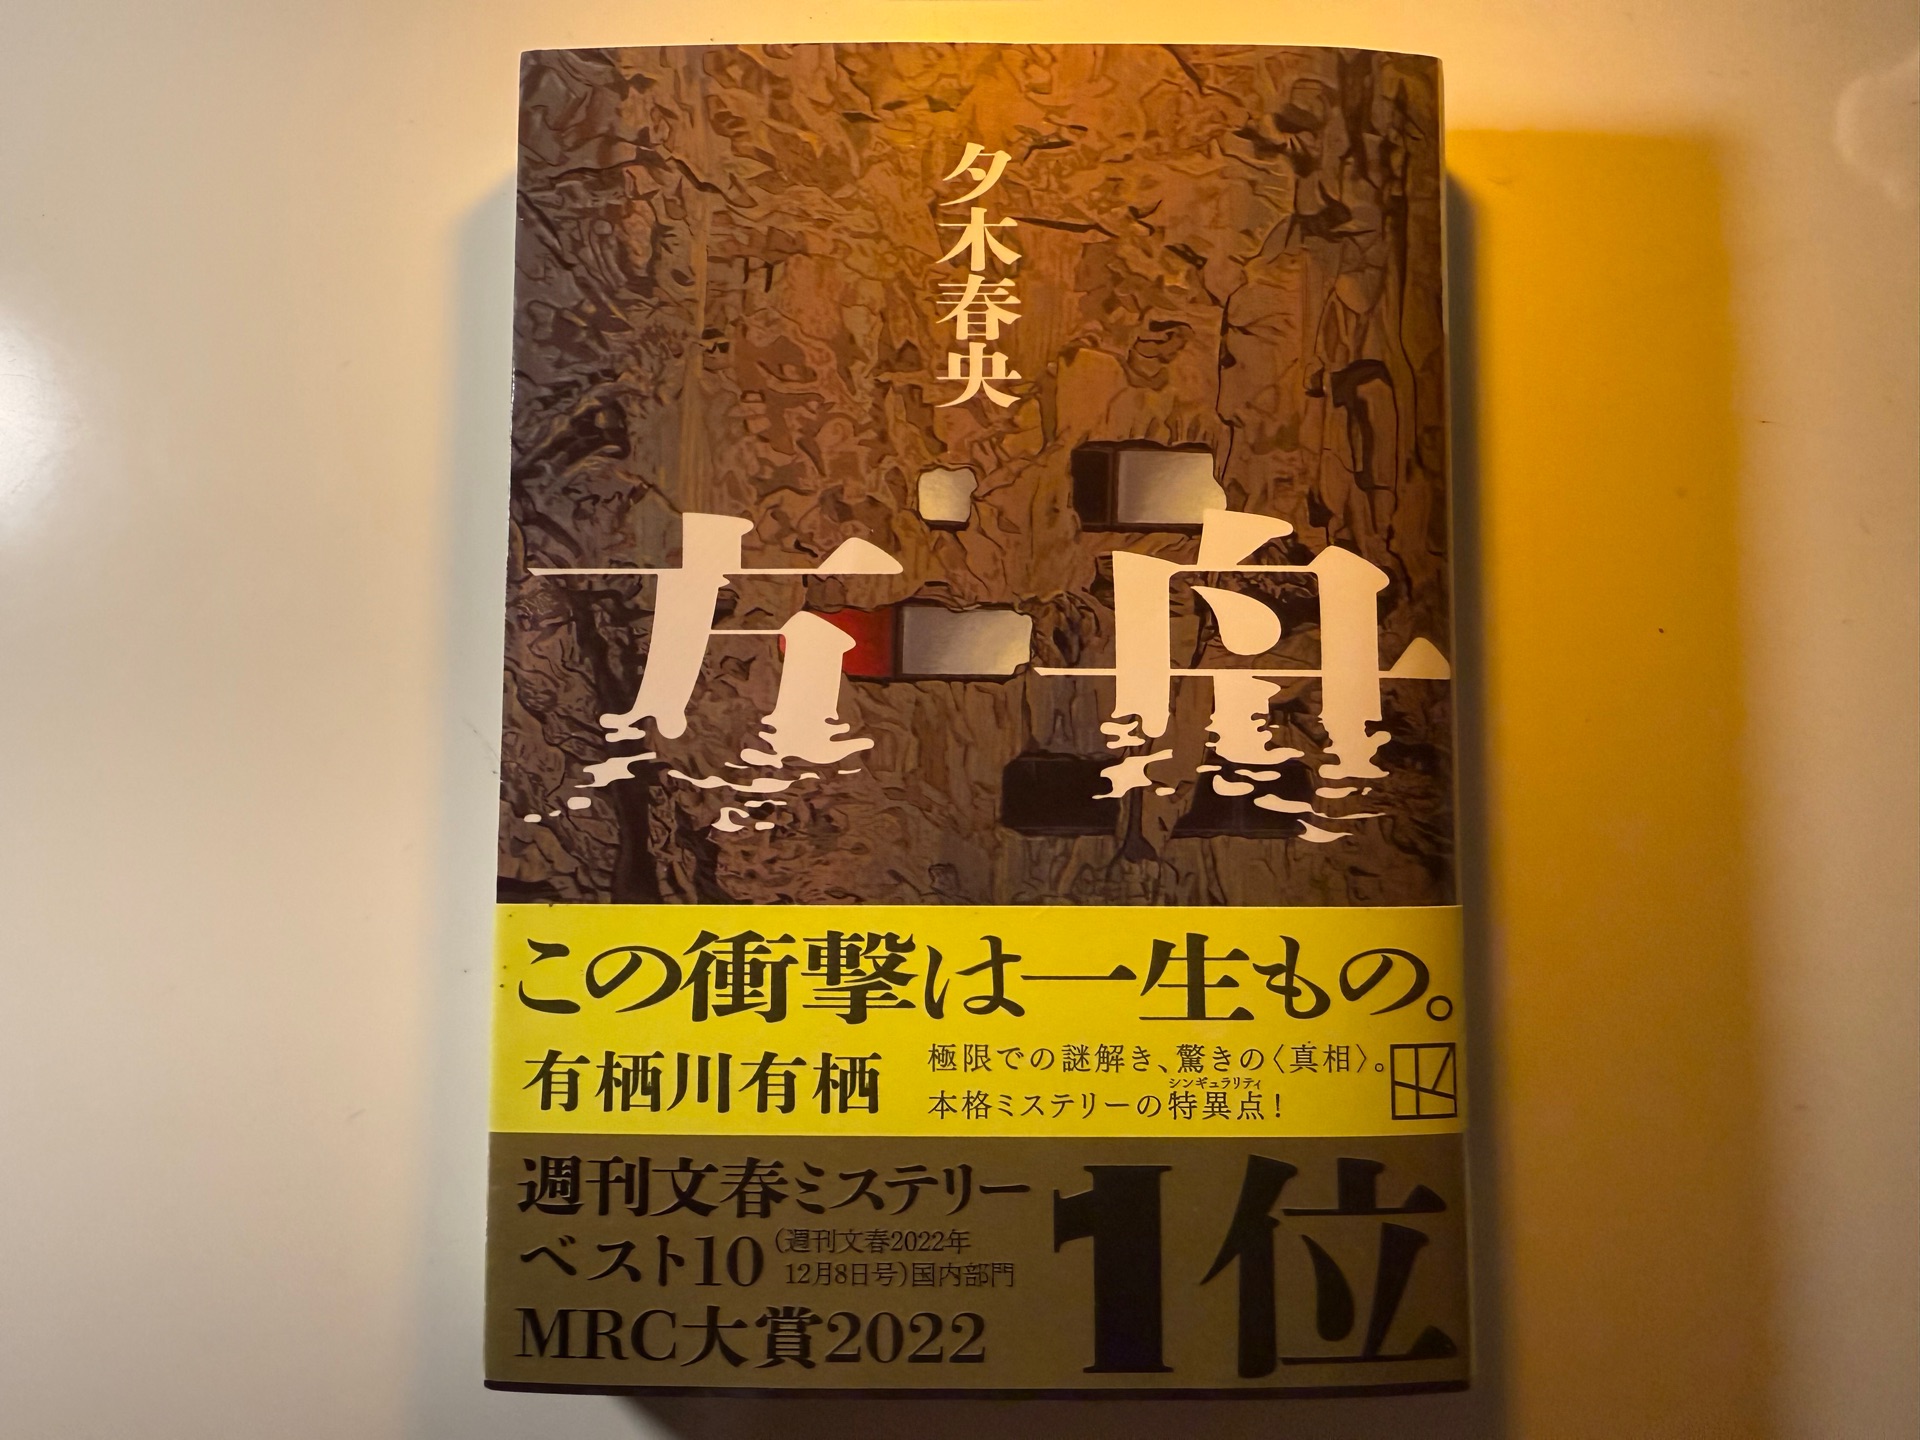 夕木春央
方舟
この衝撃は一生もの。
有栖川有栖
極限での謎解き、驚きの〈真相〉。
シンギュラリティ
本格ミステリーの特異点！
週刊文春ミステリー
ベスト10
（週刊文春2022年
12月8日号）国内部門
MRC大賞2022
1位